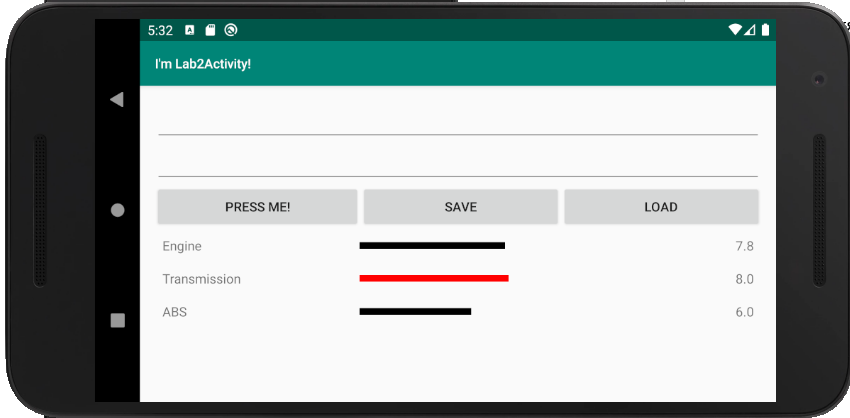 5:32
I'm Lab2Activity!
PRESS ME! SAVE LOAD
Engine 7.8
Transmission 8.0
ABS 6.0